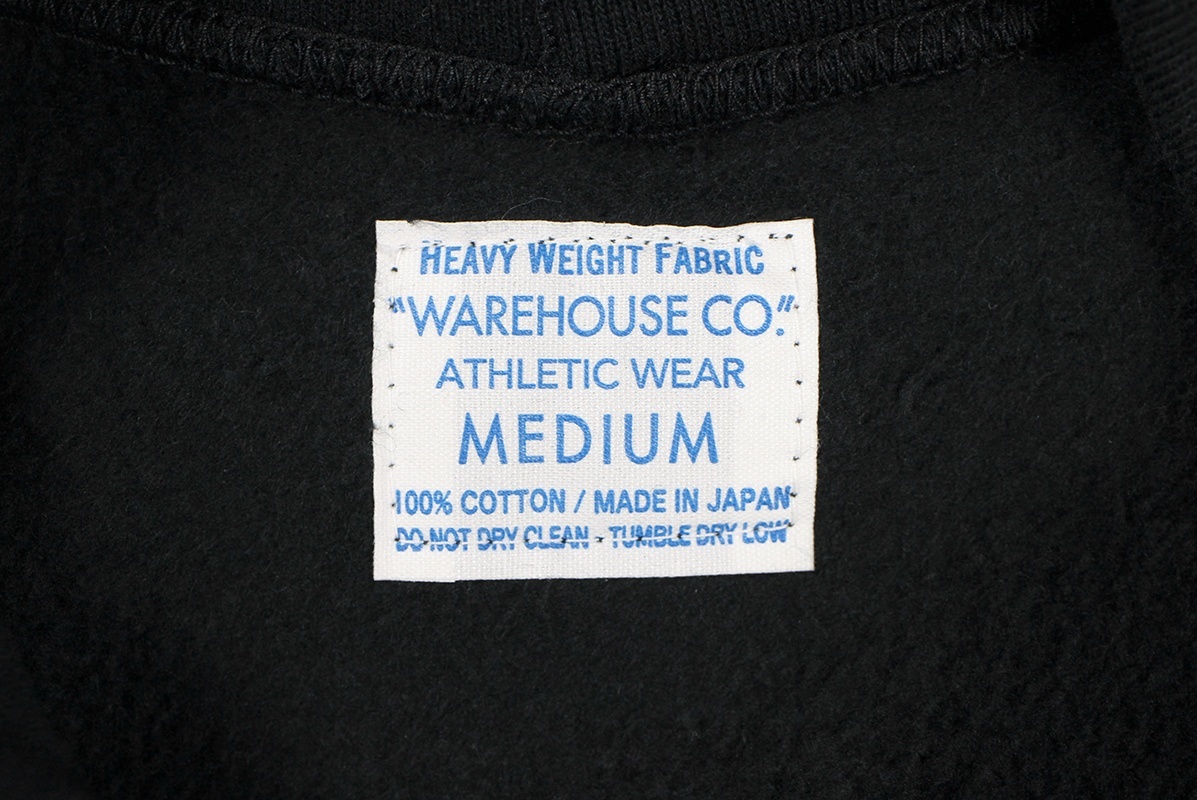 HEAVY WEIGHT FABRIC
"WAREHOUSE CO."
ATHLETIC WEAR
MEDIUM
100% COTTON / MADE IN JAPAN
DO NOT DRY CLEAN - TUMBLE DRY LOW